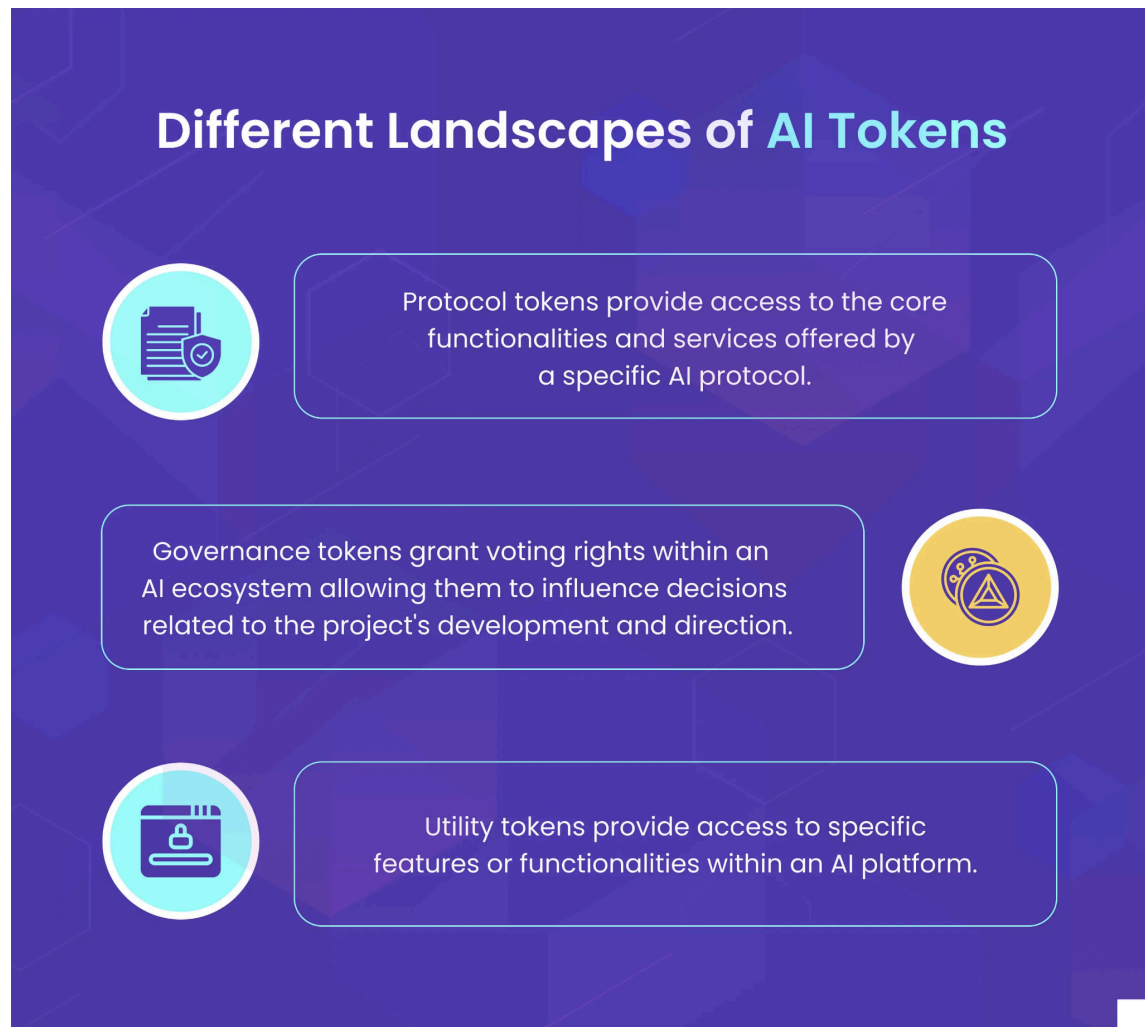 Different Landscapes of AI Tokens
Protocol tokens provide access to the core
functionalities and services offered by
a specific AI protocol.
Governance tokens grant voting rights within an
AI ecosystem allowing them to influence decisions
related to the project's development and direction.
Utility tokens provide access to specific
features or functionalities within an AI platform.